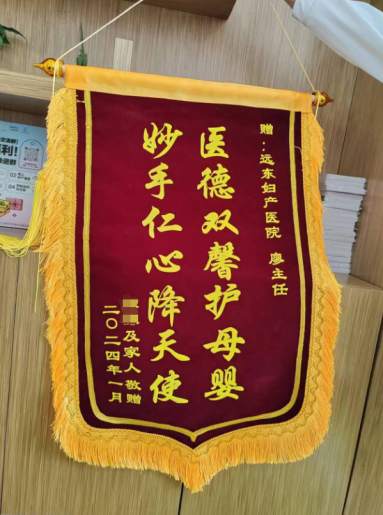 赠：远东妇产医院 廖主任
医德双馨护母婴
妙手仁心降天使
及家人敬赠
二〇二四年一月